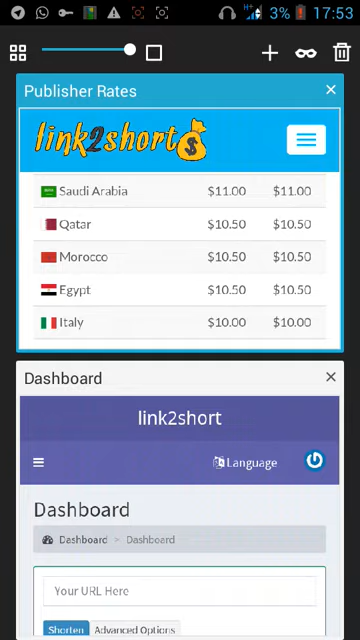 H+ 3% 17:53
Publisher Rates
link2short $
Saudi Arabia $11.00 $11.00
Qatar $10.50 $10.50
Morocco $10.50 $10.50
Egypt $10.50 $10.50
Italy $10.00 $10.00
Dashboard
link2short
Language
Dashboard
Dashboard > Dashboard
Your URL Here
Shorten Advanced Options